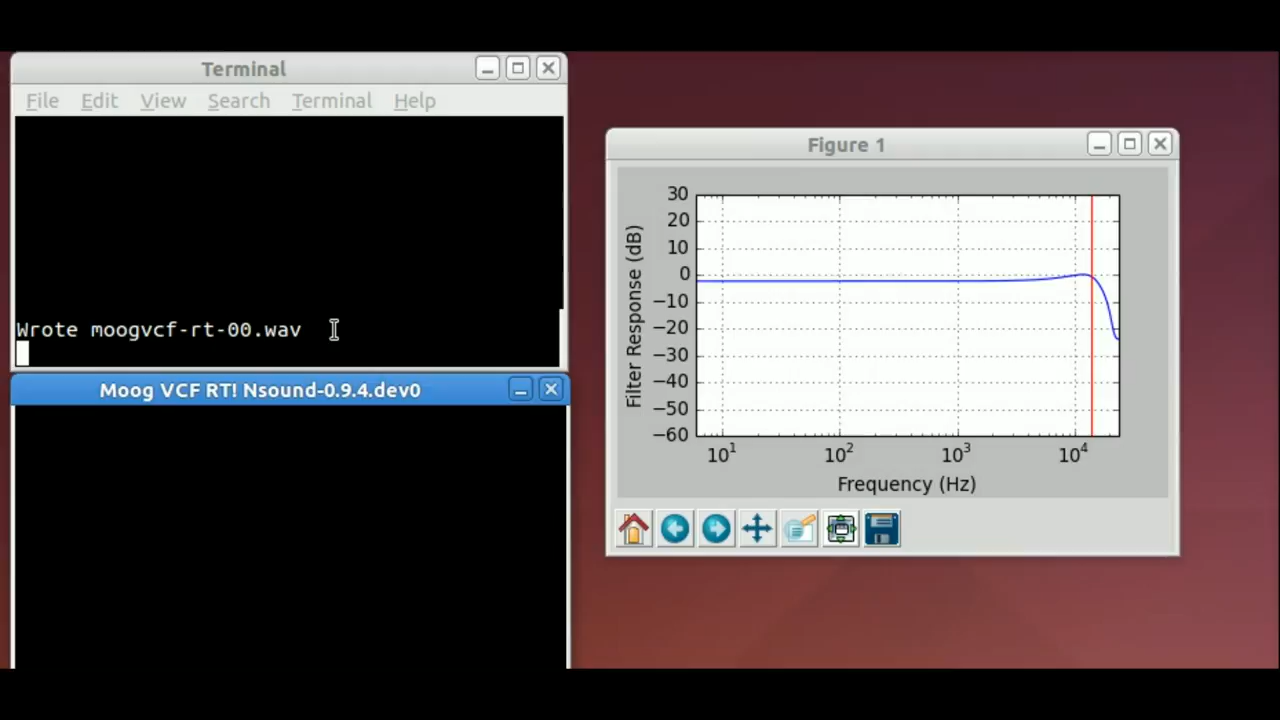 Terminal
File Edit View Search Terminal Help
Wrote moogvcf-rt-00.wav
Moog VCF RT! Nsound-0.9.4.dev0
Figure 1
30
20
10
0
−10
−20
−30
−40
−50
−60
Filter Response (dB)
10¹ 10² 10³ 10⁴
Frequency (Hz)